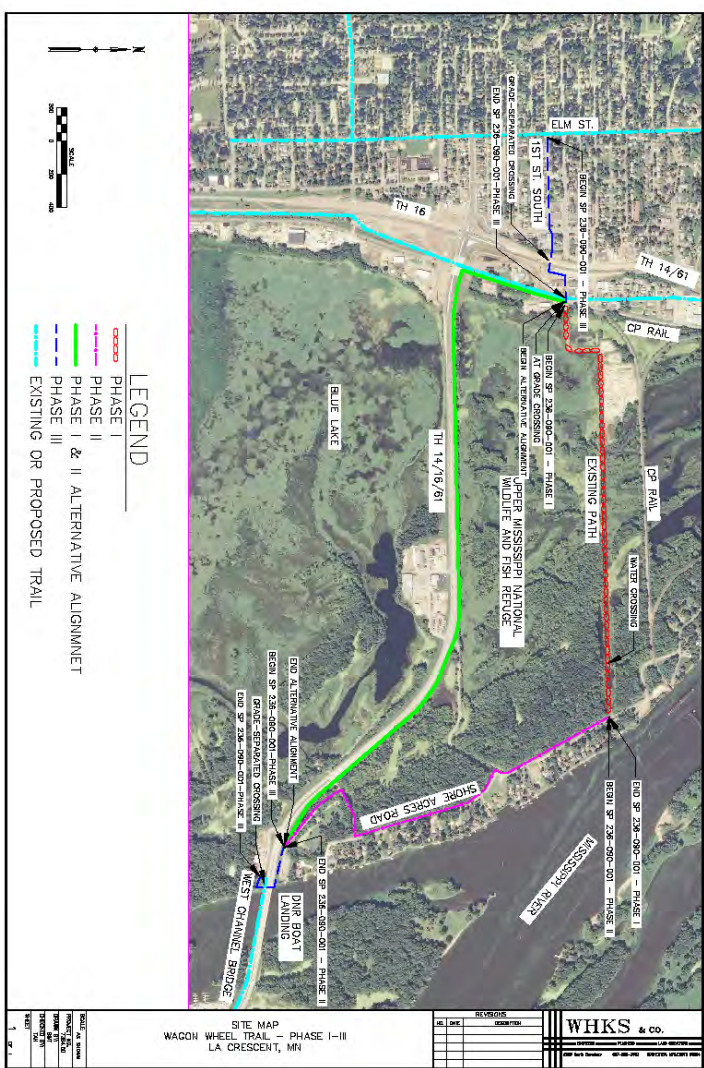 ELM ST.
1ST ST. SOUTH
GRADE-SEPARATED CROSSING
END SP 236-090-001-PHASE III
BEGIN SP 236-090-001 - PHASE III
TH 16
TH 14/61
CP RAIL
BEGIN SP 236-090-001 - PHASE I
AT GRADE CROSSING
BEGIN ALTERNATIVE ALIGNMENT
EXISTING PATH
CP RAIL
WATER CROSSING
UPPER MISSISSIPPI NATIONAL
WILDLIFE AND FISH REFUGE
BLUE LAKE
TH 14/16/61
END SP 236-090-001 - PHASE I
BEGIN SP 236-090-001 - PHASE II
MISSISSIPPI RIVER
SHORE ACRES ROAD
END ALTERNATIVE ALIGNMENT
BEGIN SP 236-090-001-PHASE III
GRADE-SEPARATED CROSSING
END SP 236-090-001-PHASE III
END SP 236-090-001 - PHASE II
DNR BOAT
LANDING
WEST CHANNEL BRIDGE
SCALE
LEGEND
PHASE I
PHASE II
PHASE I & II ALTERNATIVE ALIGNMNET
PHASE III
EXISTING OR PROPOSED TRAIL
SITE MAP
WAGON WHEEL TRAIL - PHASE I-III
LA CRESCENT, MN
REVISIONS
NO. DATE DESCRIPTION
WHKS & CO.